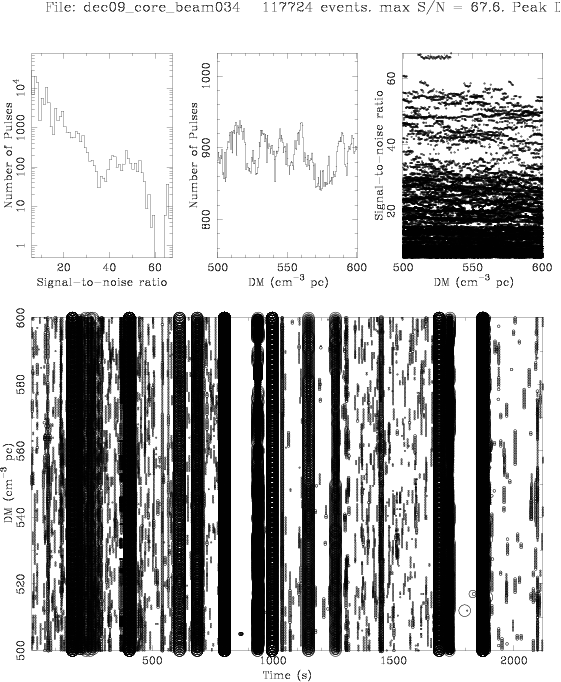 File: dec09_core_beam034 117724 events. max S/N = 67.6. Peak D
Number of Pulses
10⁴
1000
100
10
1
20 40 60
Signal-to-noise ratio
Number of Pulses
1000
900
800
500 550 600
DM (cm⁻³ pc)
Signal-to-noise ratio
60
40
20
500 550 600
DM (cm⁻³ pc)
DM (cm⁻³ pc)
600
580
560
540
520
500
500 1000 1500 2000
Time (s)